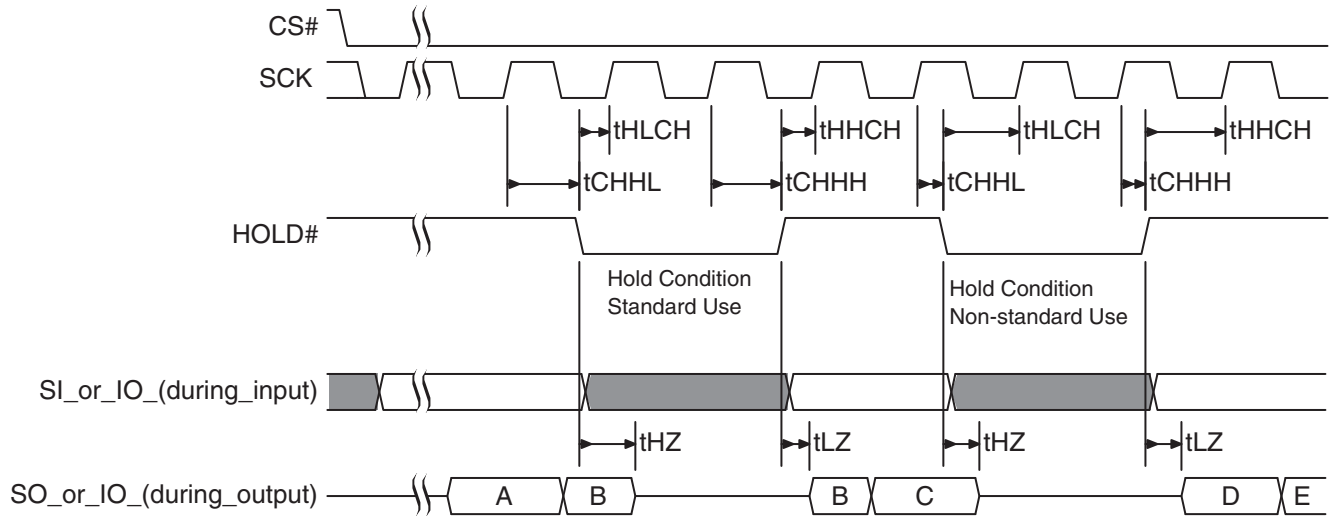 CS#
SCK
tHLCH tHHCH tHLCH tHHCH
tCHHL tCHHH tCHHL tCHHH
HOLD#
Hold Condition
Standard Use
Hold Condition
Non-standard Use
SI_or_IO_(during_input)
tHZ tLZ tHZ tLZ
SO_or_IO_(during_output) A B B C D E